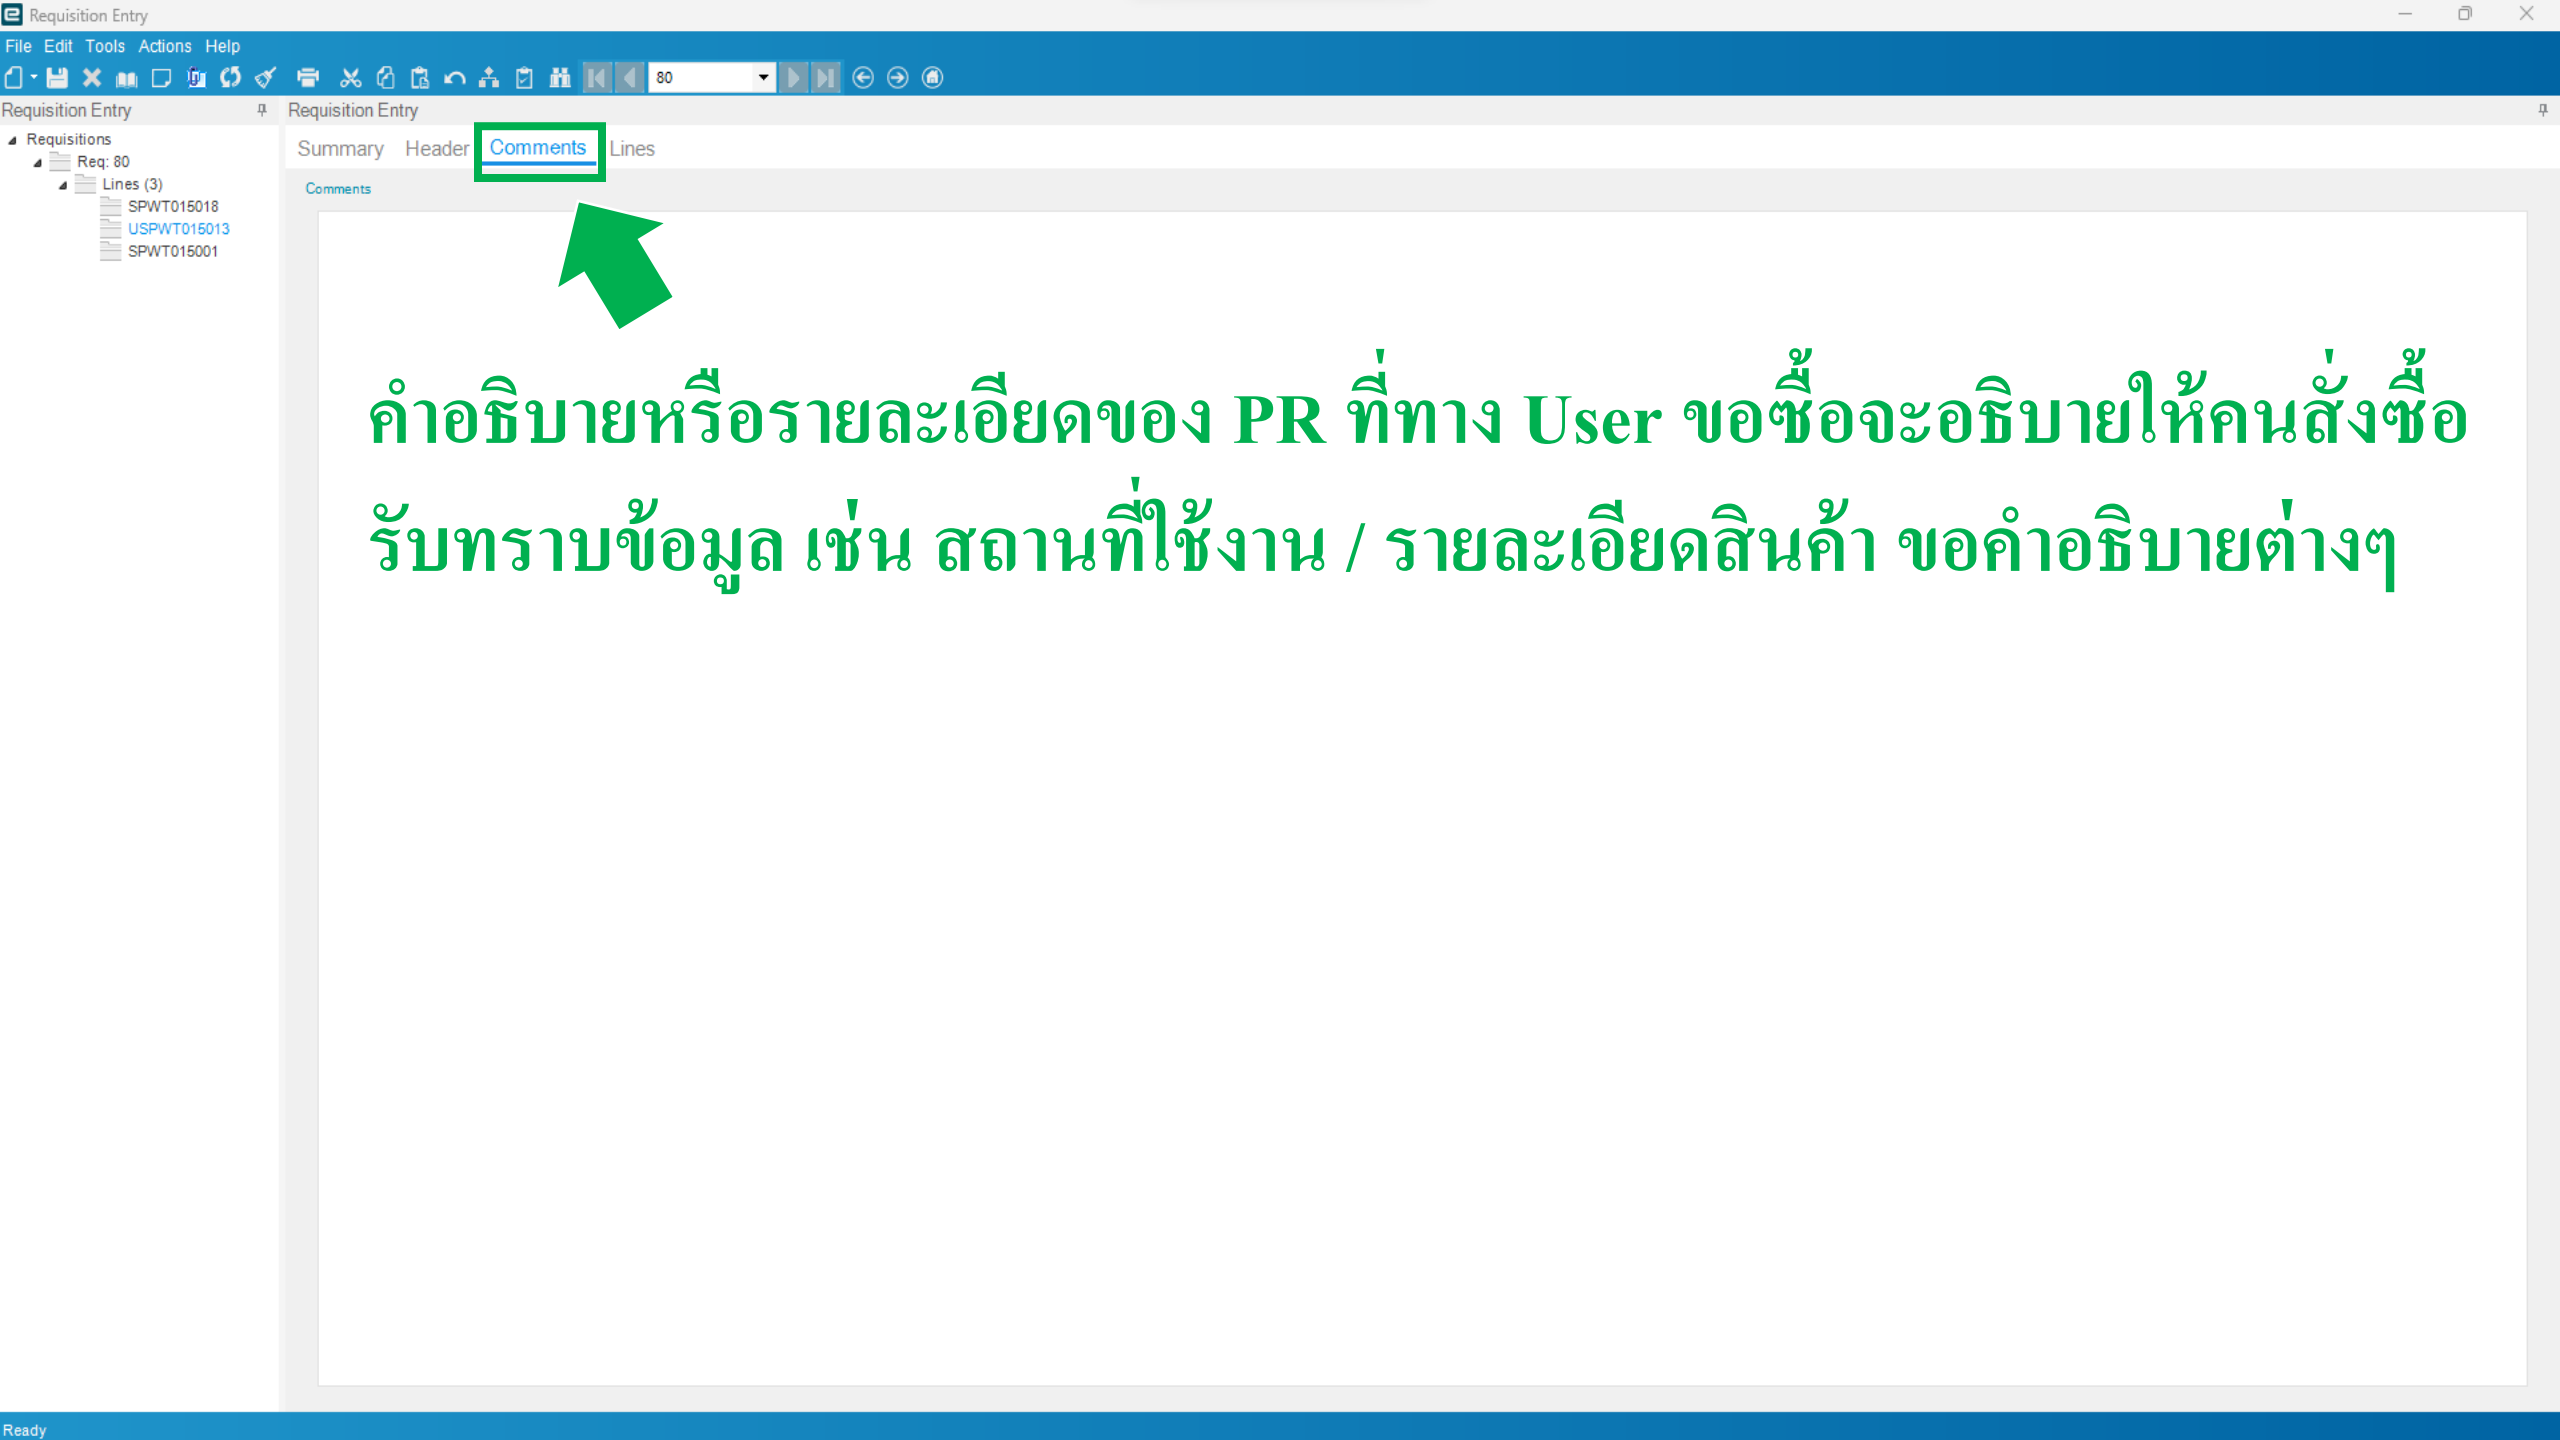 Requisition Entry
File Edit Tools Actions Help
80
Requisition Entry
Requisitions
Req: 80
Lines (3)
SPWT015018
USPWT015013
SPWT015001
Requisition Entry
Summary Header Comments Lines
Comments
คำอธิบายหรือรายละเอียดของ PR ที่ทาง User ขอซื้อจะอธิบายให้คนสั่งซื้อ
รับทราบข้อมูล เช่น สถานที่ใช้งาน / รายละเอียดสินค้า ขอคำอธิบายต่างๆ
Ready